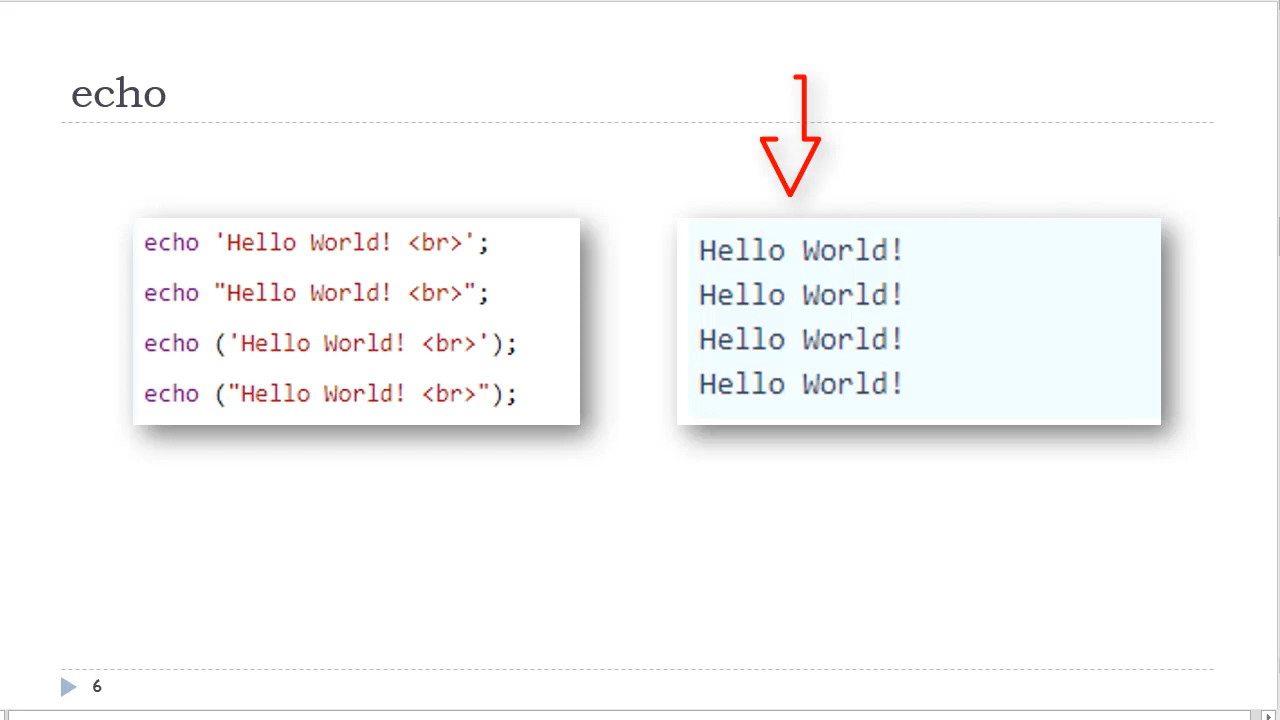 echo
echo 'Hello World! <br>';
echo "Hello World! <br>";
echo ('Hello World! <br>');
echo ("Hello World! <br>");
Hello World!
Hello World!
Hello World!
Hello World!
6